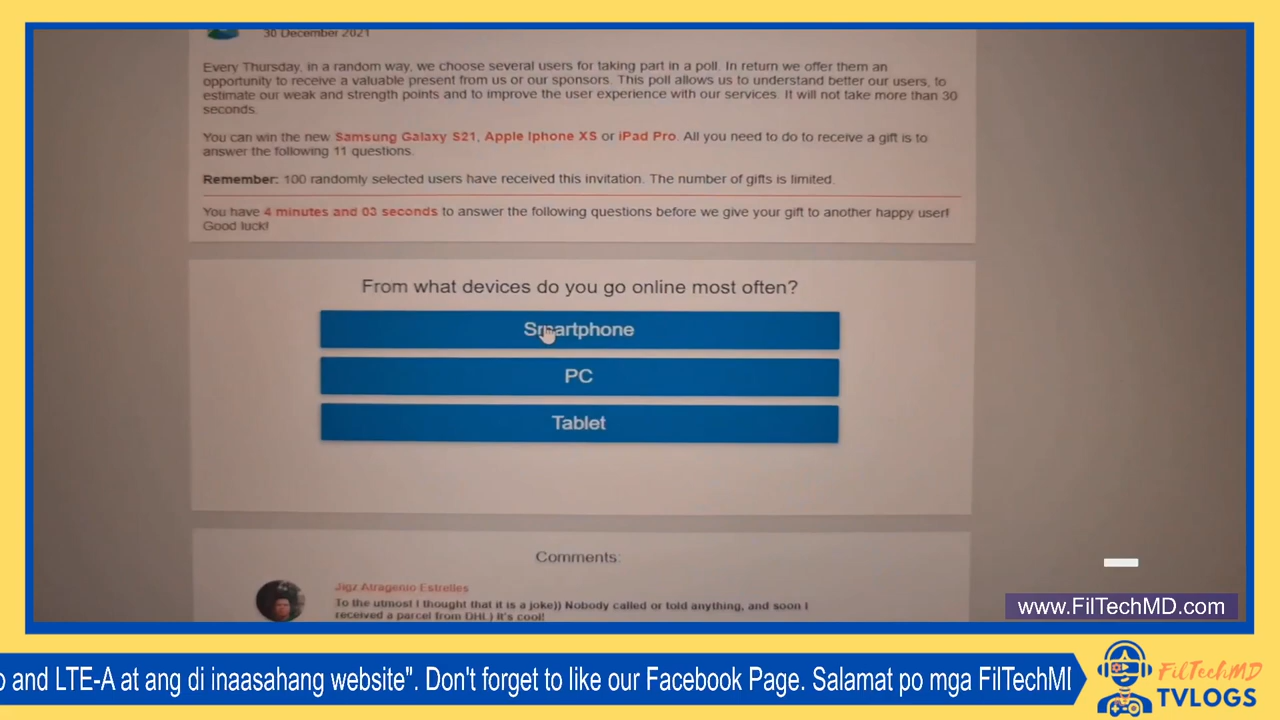 30 December 2021
Every Thursday, in a random way, we choose several users for taking part in a poll. In return we offer them an
opportunity to receive a valuable present from us or our sponsors. This poll allows us to understand better our users, to
estimate our weak and strength points and to improve the user experience with our services. It will not take more than 30
seconds.
You can win the new Samsung Galaxy S21, Apple Iphone XS or iPad Pro. All you need to do to receive a gift is to
answer the following 11 questions.
Remember: 100 randomly selected users have received this invitation. The number of gifts is limited.
You have 4 minutes and 03 seconds to answer the following questions before we give your gift to another happy user!
Good luck!
From what devices do you go online most often?
Smartphone
PC
Tablet
Comments:
Jigz Atragenio Estrelles
To the utmost I thought that it is a joke)) Nobody called or told anything, and soon I
received a parcel from DHL) It's cool!
www.FilTechMD.com
o and LTE-A at ang di inaasahang website". Don't forget to like our Facebook Page. Salamat po mga FilTechMD
FilTechMD
TVLOGS